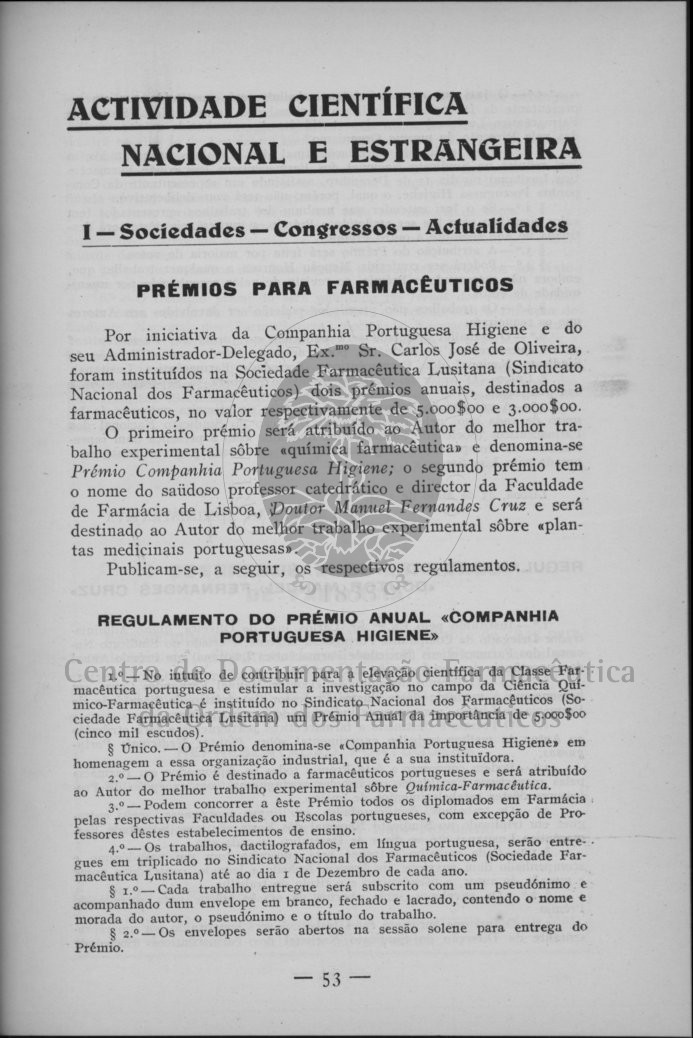 ACTIVIDADE CIENTÍFICA
NACIONAL E ESTRANGEIRA
I — Sociedades — Congressos — Actualidades
PRÉMIOS PARA FARMACÊUTICOS
Por iniciativa da Companhia Portuguesa Higiene e do
seu Administrador-Delegado, Ex.mo Sr. Carlos José de Oliveira,
foram instituídos na Sociedade Farmacêutica Lusitana (Sindicato
Nacional dos Farmacêuticos) dois prémios anuais, destinados a
farmacêuticos, no valor respectivamente de 5.000$00 e 3.000$00.
O primeiro prémio será atribuído ao Autor do melhor tra-
balho experimental sôbre «química farmacêutica» e denomina-se
Prémio Companhia Portuguesa Higiene; o segundo prémio tem
o nome do saüdoso professor catedrático e director da Faculdade
de Farmácia de Lisboa, Doutor Manuel Fernandes Cruz e será
destinado ao Autor do melhor trabalho experimental sôbre «plan-
tas medicinais portuguesas».
Publicam-se, a seguir, os respectivos regulamentos.
REGULAMENTO DO PRÉMIO ANUAL «COMPANHIA
PORTUGUESA HIGIENE»
Centro de Documentação Farmacêutica
da Ordem dos Farmacêuticos
1.º — No intuito de contribuir para a elevação científica da Classe Far-
macêutica portuguesa e estimular a investigação no campo da Ciência Quí-
mico-Farmacêutica é instituído no Sindicato Nacional dos Farmacêuticos (So-
ciedade Farmacêutica Lusitana) um Prémio Anual da importância de 5.000$00
(cinco mil escudos).
§ Único. — O Prémio denomina-se «Companhia Portuguesa Higiene» em
homenagem a essa organização industrial, que é a sua instituïdora.
2.º — O Prémio é destinado a farmacêuticos portugueses e será atribuído
ao Autor do melhor trabalho experimental sôbre Química-Farmacêutica.
3.º — Podem concorrer a êste Prémio todos os diplomados em Farmácia
pelas respectivas Faculdades ou Escolas portugueses, com excepção de Pro-
fessores dêstes estabelecimentos de ensino.
4.º — Os trabalhos, dactilografados, em língua portuguesa, serão entre-
gues em triplicado no Sindicato Nacional dos Farmacêuticos (Sociedade Far-
macêutica Lusitana) até ao dia 1 de Dezembro de cada ano.
§ 1.º — Cada trabalho entregue será subscrito com um pseudónimo e
acompanhado dum envelope em branco, fechado e lacrado, contendo o nome e
morada do autor, o pseudónimo e o título do trabalho.
§ 2.º — Os envelopes serão abertos na sessão solene para entrega do
Prémio.
— 53 —